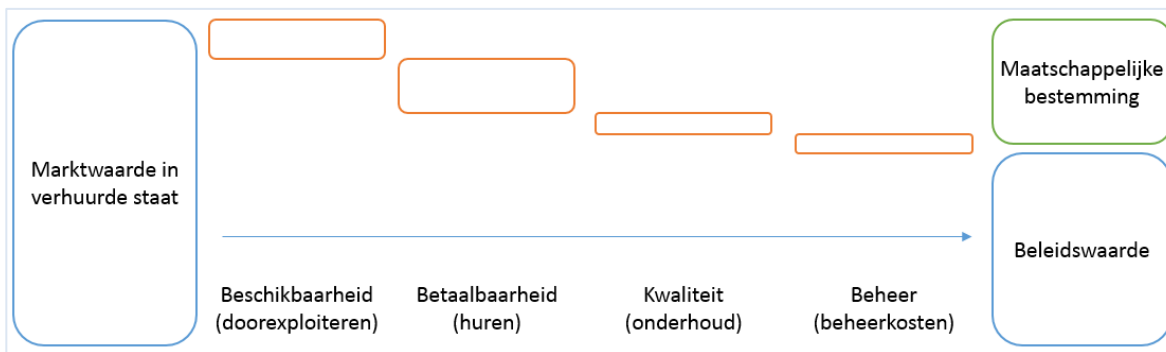 Marktwaarde in
verhuurde staat
Beschikbaarheid
(doorexploiteren)
Betaalbaarheid
(huren)
Kwaliteit
(onderhoud)
Beheer
(beheerkosten)
Maatschappelijke
bestemming
Beleidswaarde